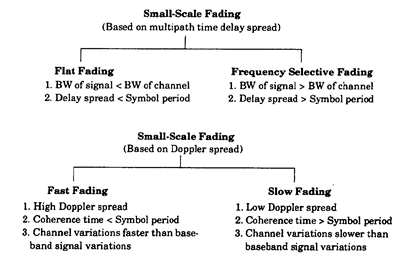 Small-Scale Fading
(Based on multipath time delay spread)
Flat Fading
1. BW of signal < BW of channel
2. Delay spread < Symbol period
Frequency Selective Fading
1. BW of signal > BW of channel
2. Delay spread > Symbol period
Small-Scale Fading
(Based on Doppler spread)
Fast Fading
1. High Doppler spread
2. Coherence time < Symbol period
3. Channel variations faster than base-
band signal variations
Slow Fading
1. Low Doppler spread
2. Coherence time > Symbol period
3. Channel variations slower than
baseband signal variations